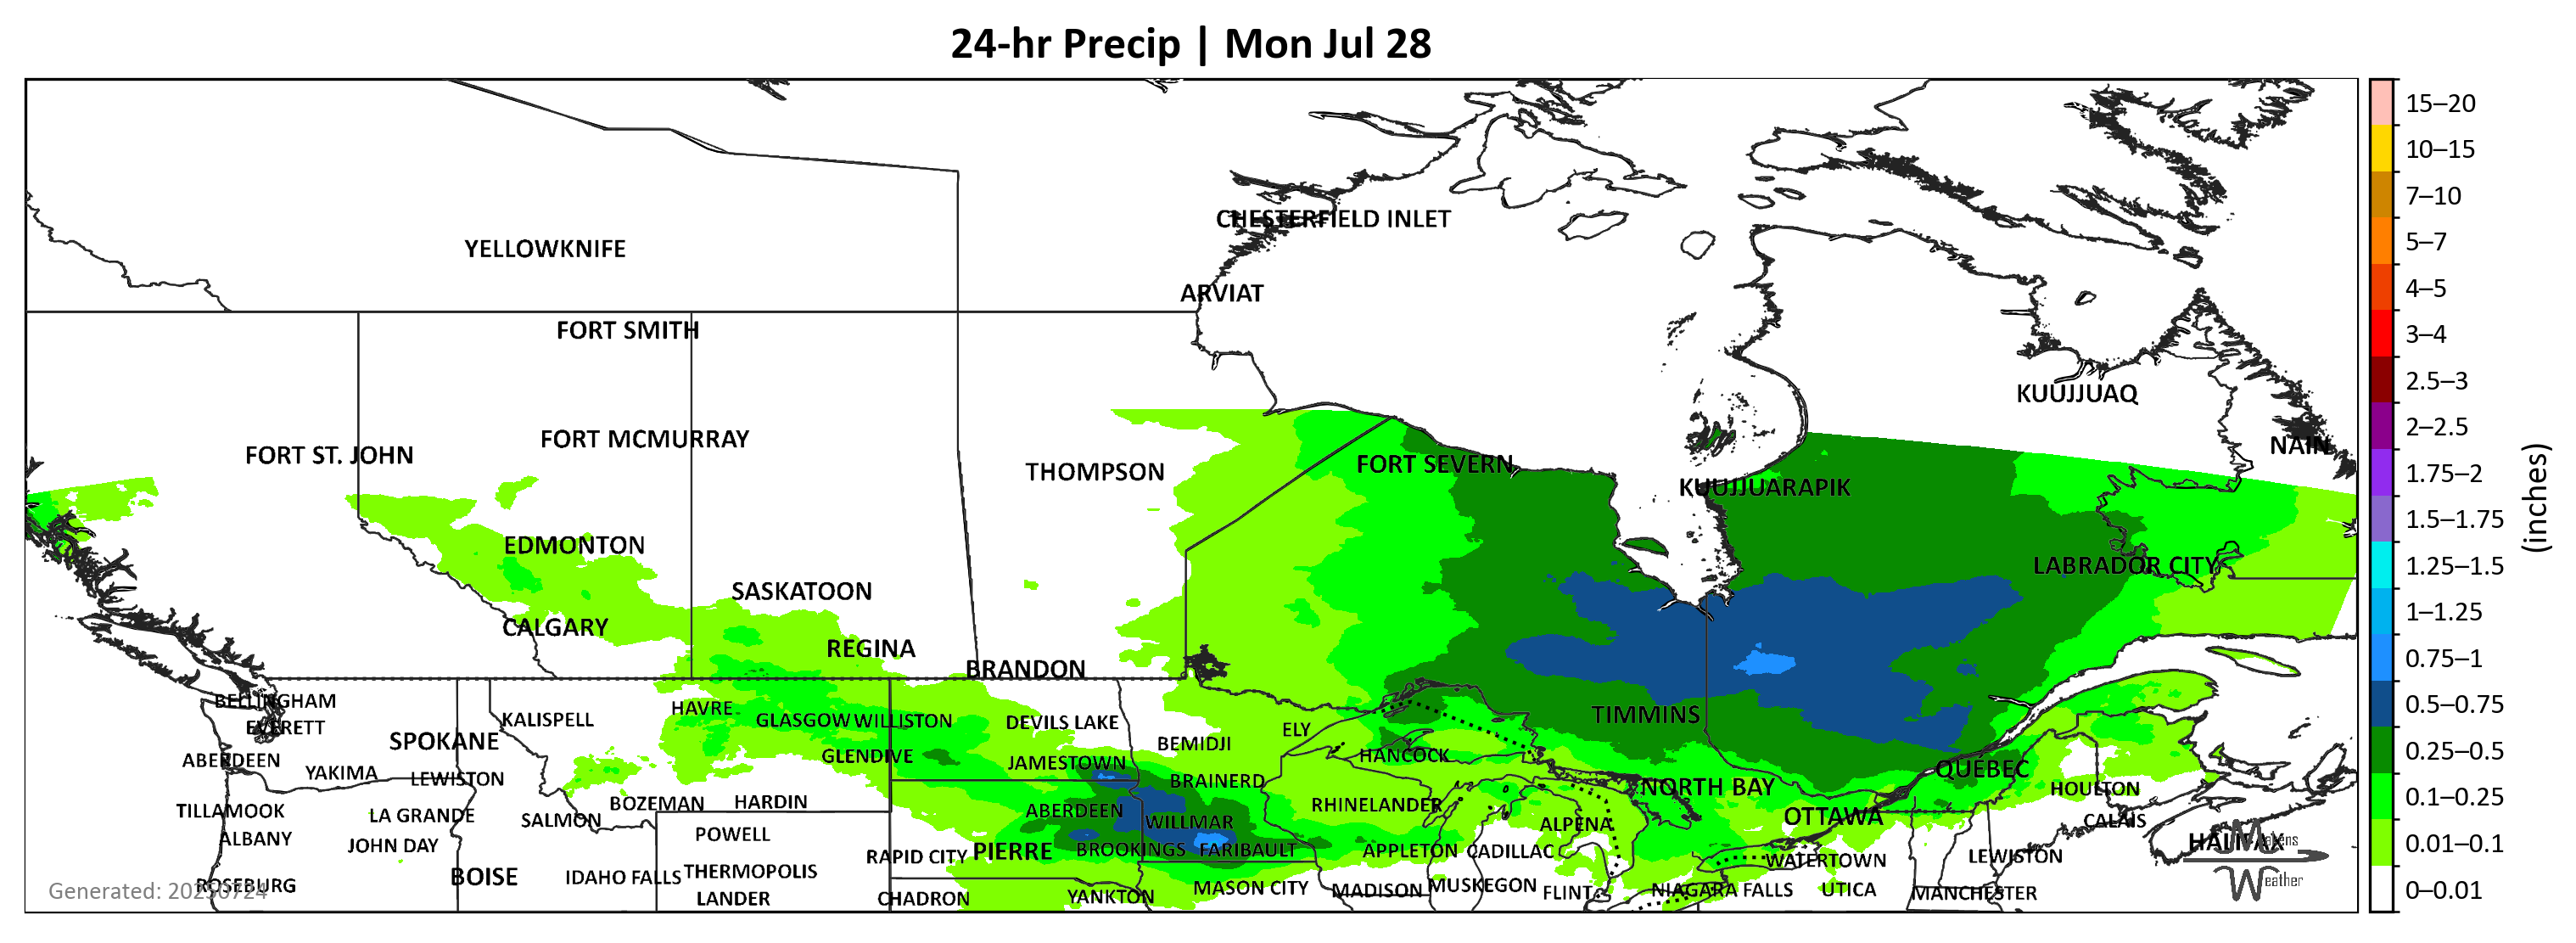 24-hr Precip | Mon Jul 28
CHESTERFIELD INLET
YELLOWKNIFE
ARVIAT
FORT SMITH
KUUJJUAQ
FORT MCMURRAY
NAIN
FORT ST. JOHN
FORT SEVERN
THOMPSON
KUUJJUARAPIK
EDMONTON
LABRADOR CITY
SASKATOON
CALGARY
REGINA
BRANDON
BELLINGHAM
HAVRE
TIMMINS
KALISPELL
GLASGOW
WILLISTON
DEVILS LAKE
EVERETT
ELY
SPOKANE
BEMIDJI
GLENDIVE
HANCOCK
ABERDEEN
JAMESTOWN
QUÉBEC
YAKIMA
LEWISTON
BRAINERD
NORTH BAY
HOULTON
BOZEMAN
HARDIN
RHINELANDER
TILLAMOOK
ABERDEEN
LA GRANDE
SALMON
WILLMAR
OTTAWA
CALAIS
ALPENA
POWELL
ALBANY
HALIFAX
JOHN DAY
BROOKINGS
FARIBAULT
APPLETON
CADILLAC
PIERRE
RAPID CITY
LEWISTON
WATERTOWN
THERMOPOLIS
BOISE
IDAHO FALLS
ROSEBURG
MUSKEGON
MASON CITY
MADISON
FLINT
NIAGARA FALLS
UTICA
MANCHESTER
LANDER
CHADRON
YANKTON
Generated: 20250724
Weather
15–20
10–15
7–10
5–7
4–5
3–4
2.5–3
2–2.5
1.75–2
1.5–1.75
1.25–1.5
1–1.25
0.75–1
0.5–0.75
0.25–0.5
0.1–0.25
0.01–0.1
0–0.01
(inches)